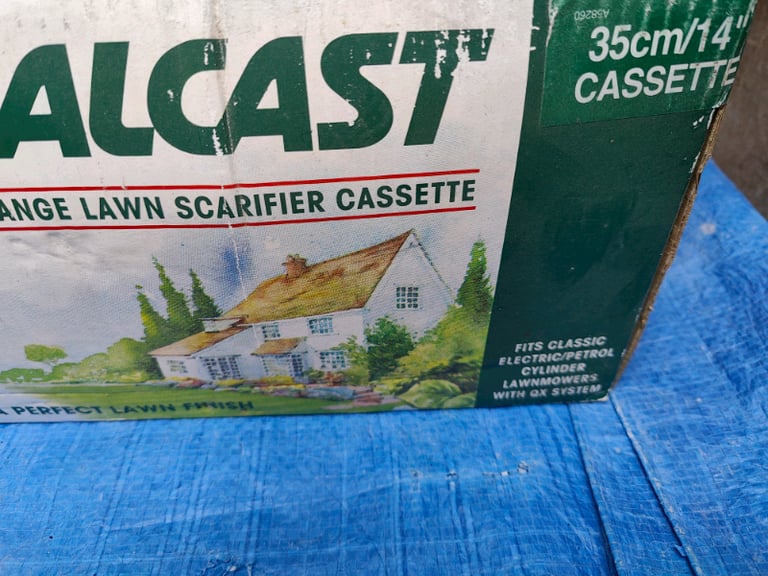 ALCAST
A58260
35cm/14"
CASSETTE
ANGE LAWN SCARIFIER CASSETTE
FITS CLASSIC
ELECTRIC/PETROL
CYLINDER
LAWNMOWERS
WITH QX SYSTEM
A PERFECT LAWN FINISH